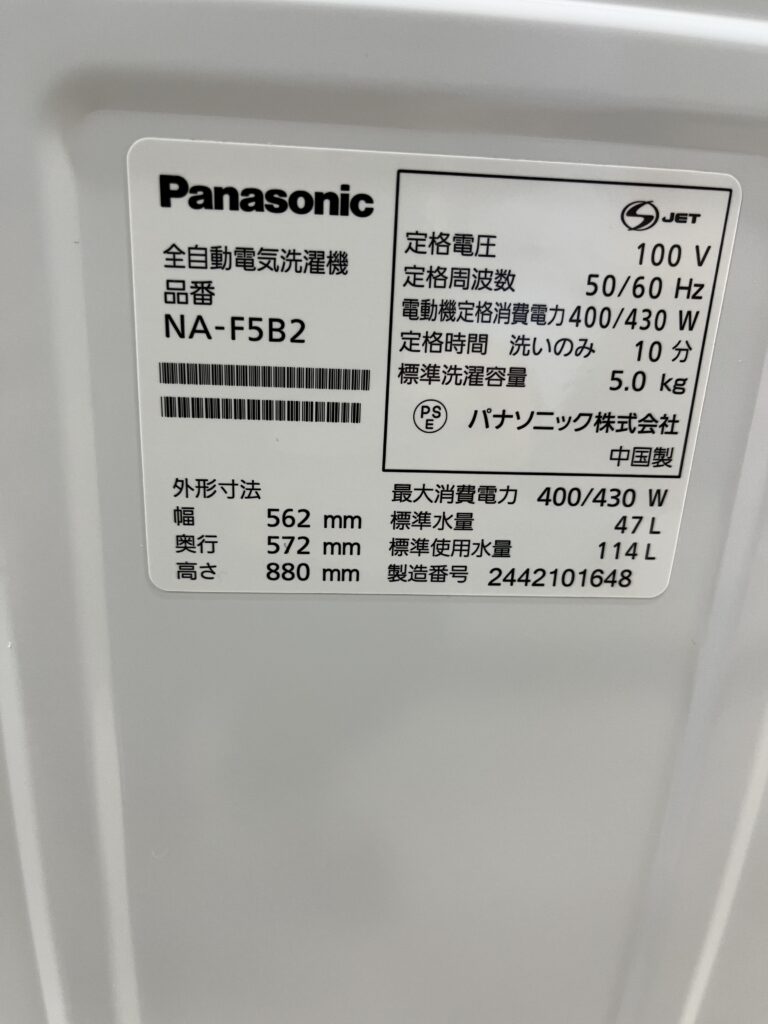 Panasonic
全自動電気洗濯機
品番
NA-F5B2
JET
定格電圧 100 V
定格周波数 50/60 Hz
電動機定格消費電力 400/430 W
定格時間 洗いのみ 10 分
標準洗濯容量 5.0 kg
PS
E
パナソニック株式会社
中国製
外形寸法
幅 562 mm
奥行 572 mm
高さ 880 mm
最大消費電力 400/430 W
標準水量 47 L
標準使用水量 114 L
製造番号 2442101648